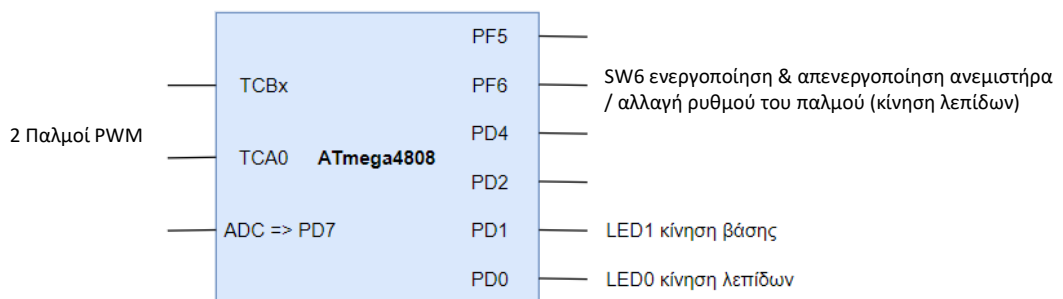 PF5
TCBx
PF6
SW6 ενεργοποίηση & απενεργοποίηση ανεμιστήρα
/ αλλαγή ρυθμού του παλμού (κίνηση λεπίδων)
2 Παλμοί PWM
PD4
TCA0 ATmega4808
PD2
ADC => PD7
PD1
LED1 κίνηση βάσης
PD0
LED0 κίνηση λεπίδων